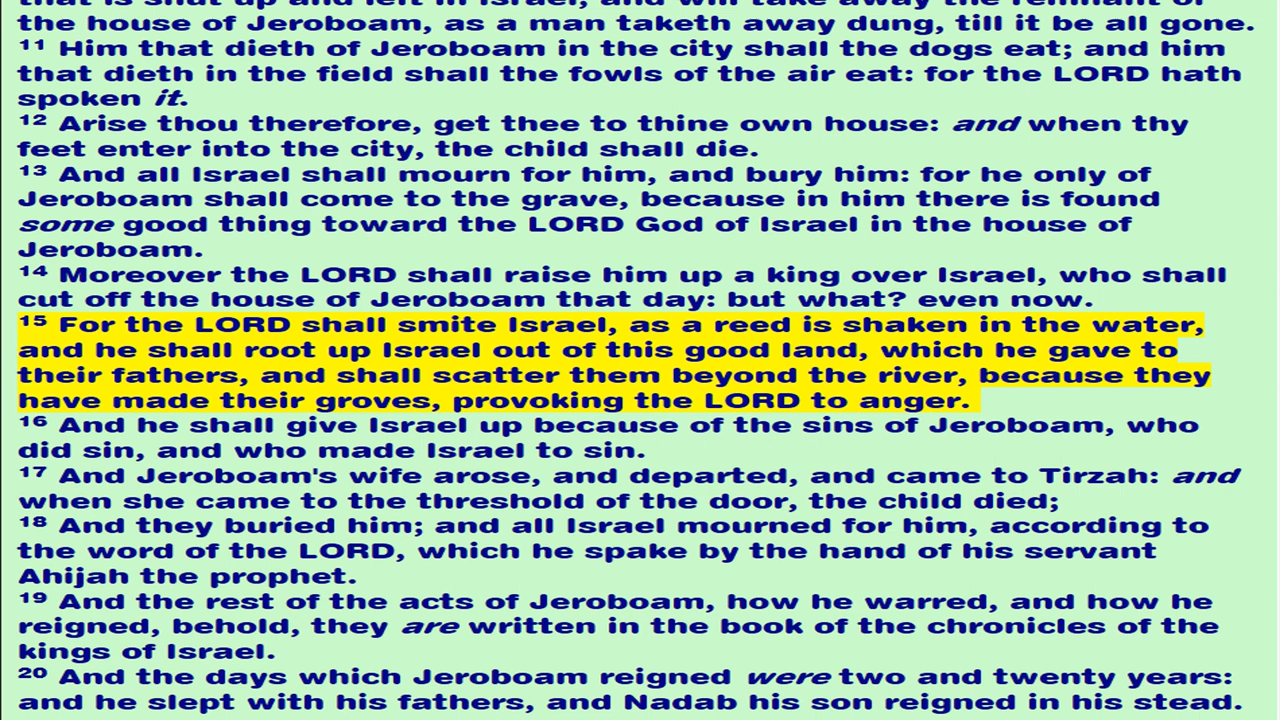 that is shut up and left in Israel, and will take away the remnant of
the house of Jeroboam, as a man taketh away dung, till it be all gone.
11 Him that dieth of Jeroboam in the city shall the dogs eat; and him
that dieth in the field shall the fowls of the air eat: for the LORD hath
spoken it.
12 Arise thou therefore, get thee to thine own house: and when thy
feet enter into the city, the child shall die.
13 And all Israel shall mourn for him, and bury him: for he only of
Jeroboam shall come to the grave, because in him there is found
some good thing toward the LORD God of Israel in the house of
Jeroboam.
14 Moreover the LORD shall raise him up a king over Israel, who shall
cut off the house of Jeroboam that day: but what? even now.
15 For the LORD shall smite Israel, as a reed is shaken in the water,
and he shall root up Israel out of this good land, which he gave to
their fathers, and shall scatter them beyond the river, because they
have made their groves, provoking the LORD to anger.
16 And he shall give Israel up because of the sins of Jeroboam, who
did sin, and who made Israel to sin.
17 And Jeroboam's wife arose, and departed, and came to Tirzah: and
when she came to the threshold of the door, the child died;
18 And they buried him; and all Israel mourned for him, according to
the word of the LORD, which he spake by the hand of his servant
Ahijah the prophet.
19 And the rest of the acts of Jeroboam, how he warred, and how he
reigned, behold, they are written in the book of the chronicles of the
kings of Israel.
20 And the days which Jeroboam reigned were two and twenty years:
and he slept with his fathers, and Nadab his son reigned in his stead.